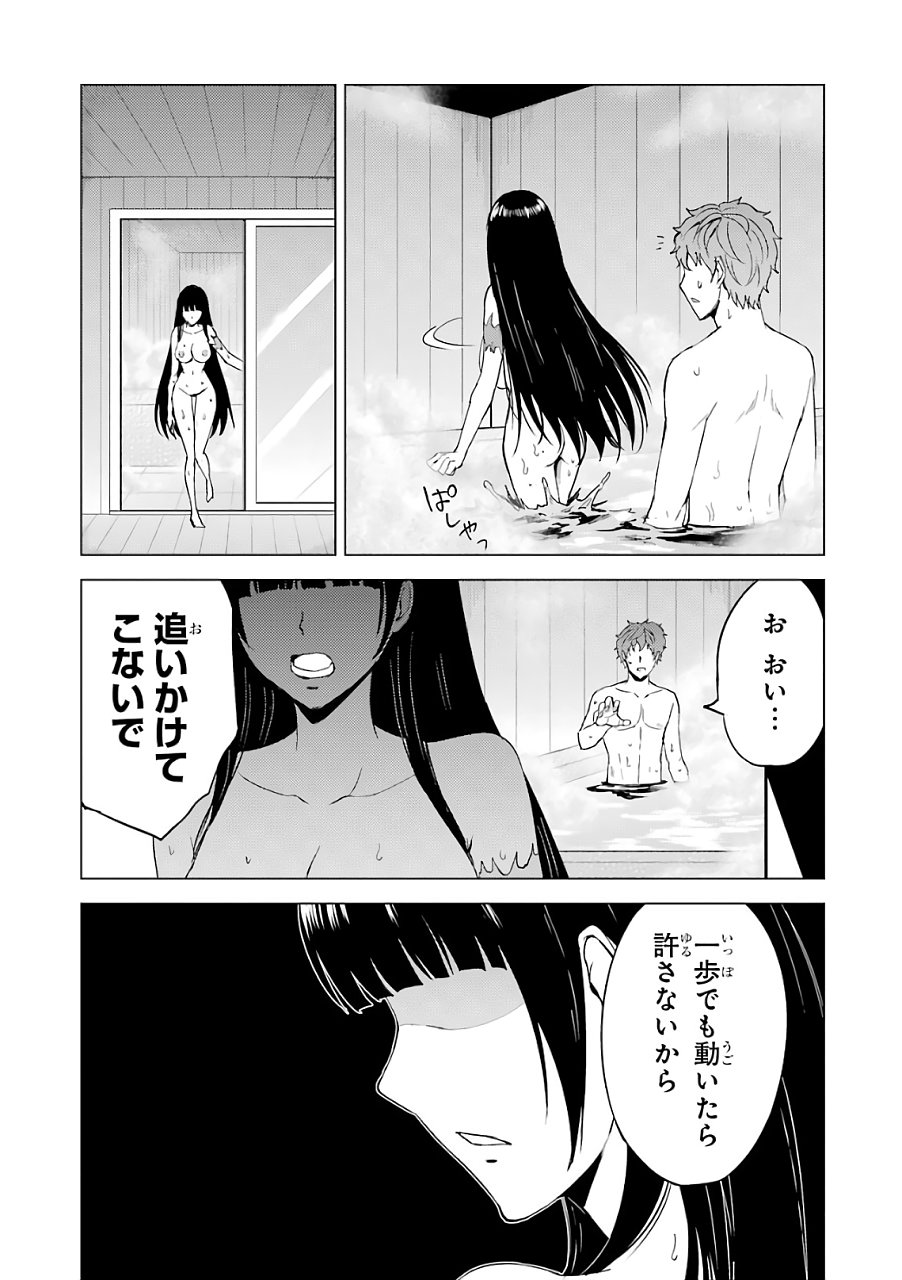 ぱしゃっ
お おい…
追いかけて
こないで
一歩でも動いたら
許さないから